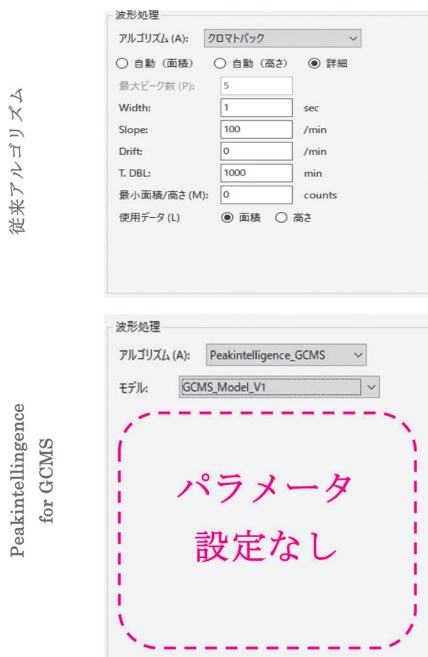 従来アルゴリズム
波形処理
アルゴリズム (A): クロマトパック
自動（面積） 自動（高さ） 詳細
最大ピーク数 (P): 5
Width: 1 sec
Slope: 100 /min
Drift: 0 /min
T. DBL: 1000 min
最小面積/高さ(M): 0 counts
使用データ (L) 面積 高さ
Peakintellingence
for GCMS
波形処理
アルゴリズム (A): Peakintelligence_GCMS
モデル: GCMS_Model_V1
パラメータ
設定なし